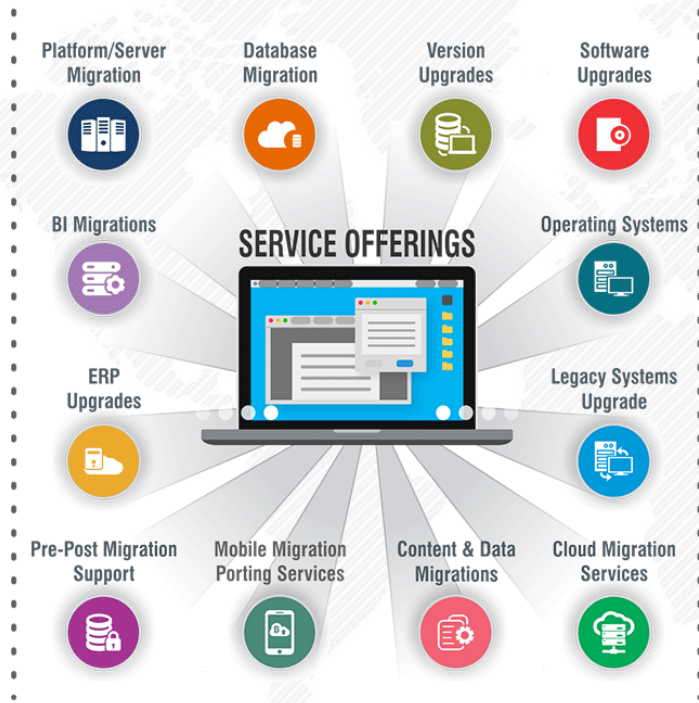 Platform/Server
Migration
Database
Migration
Version
Upgrades
Software
Upgrades
BI Migrations
SERVICE OFFERINGS
Operating Systems
ERP
Upgrades
Legacy Systems
Upgrade
Pre-Post Migration
Support
Mobile Migration
Porting Services
Content & Data
Migrations
Cloud Migration
Services